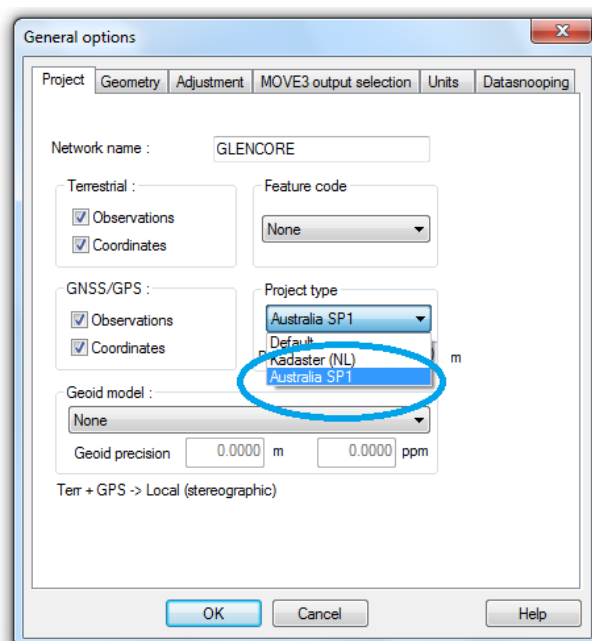 General options
Project Geometry Adjustment MOVE3 output selection Units Datasnooping
Network name : GLENCORE
Terrestrial :
Observations
Coordinates
Feature code
None
GNSS/GPS :
Observations
Coordinates
Project type
Australia SP1
Default
Kadaster (NL)
Australia SP1
m
Geoid model :
None
Geoid precision 0.0000 m 0.0000 ppm
Terr + GPS -> Local (stereographic)
OK Cancel Help